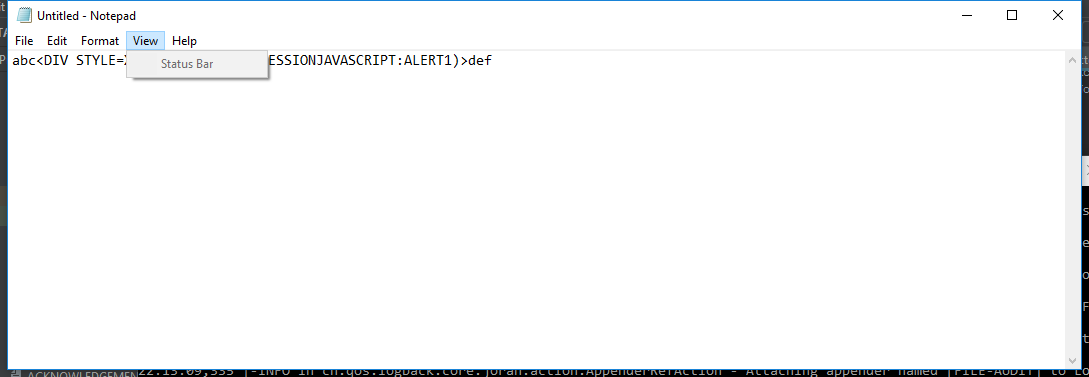 Untitled - Notepad
File Edit Format View Help
Status Bar
abc<DIV STYLE= ESSIONJAVASCRIPT:ALERT1)>def
ACKNOWLEDGEMEN
22:13:09,335 |-INFO in ch.qos.logback.core.joran.action.AppenderRefAction - Attaching appender named [FILE-AUDIT] to Lo